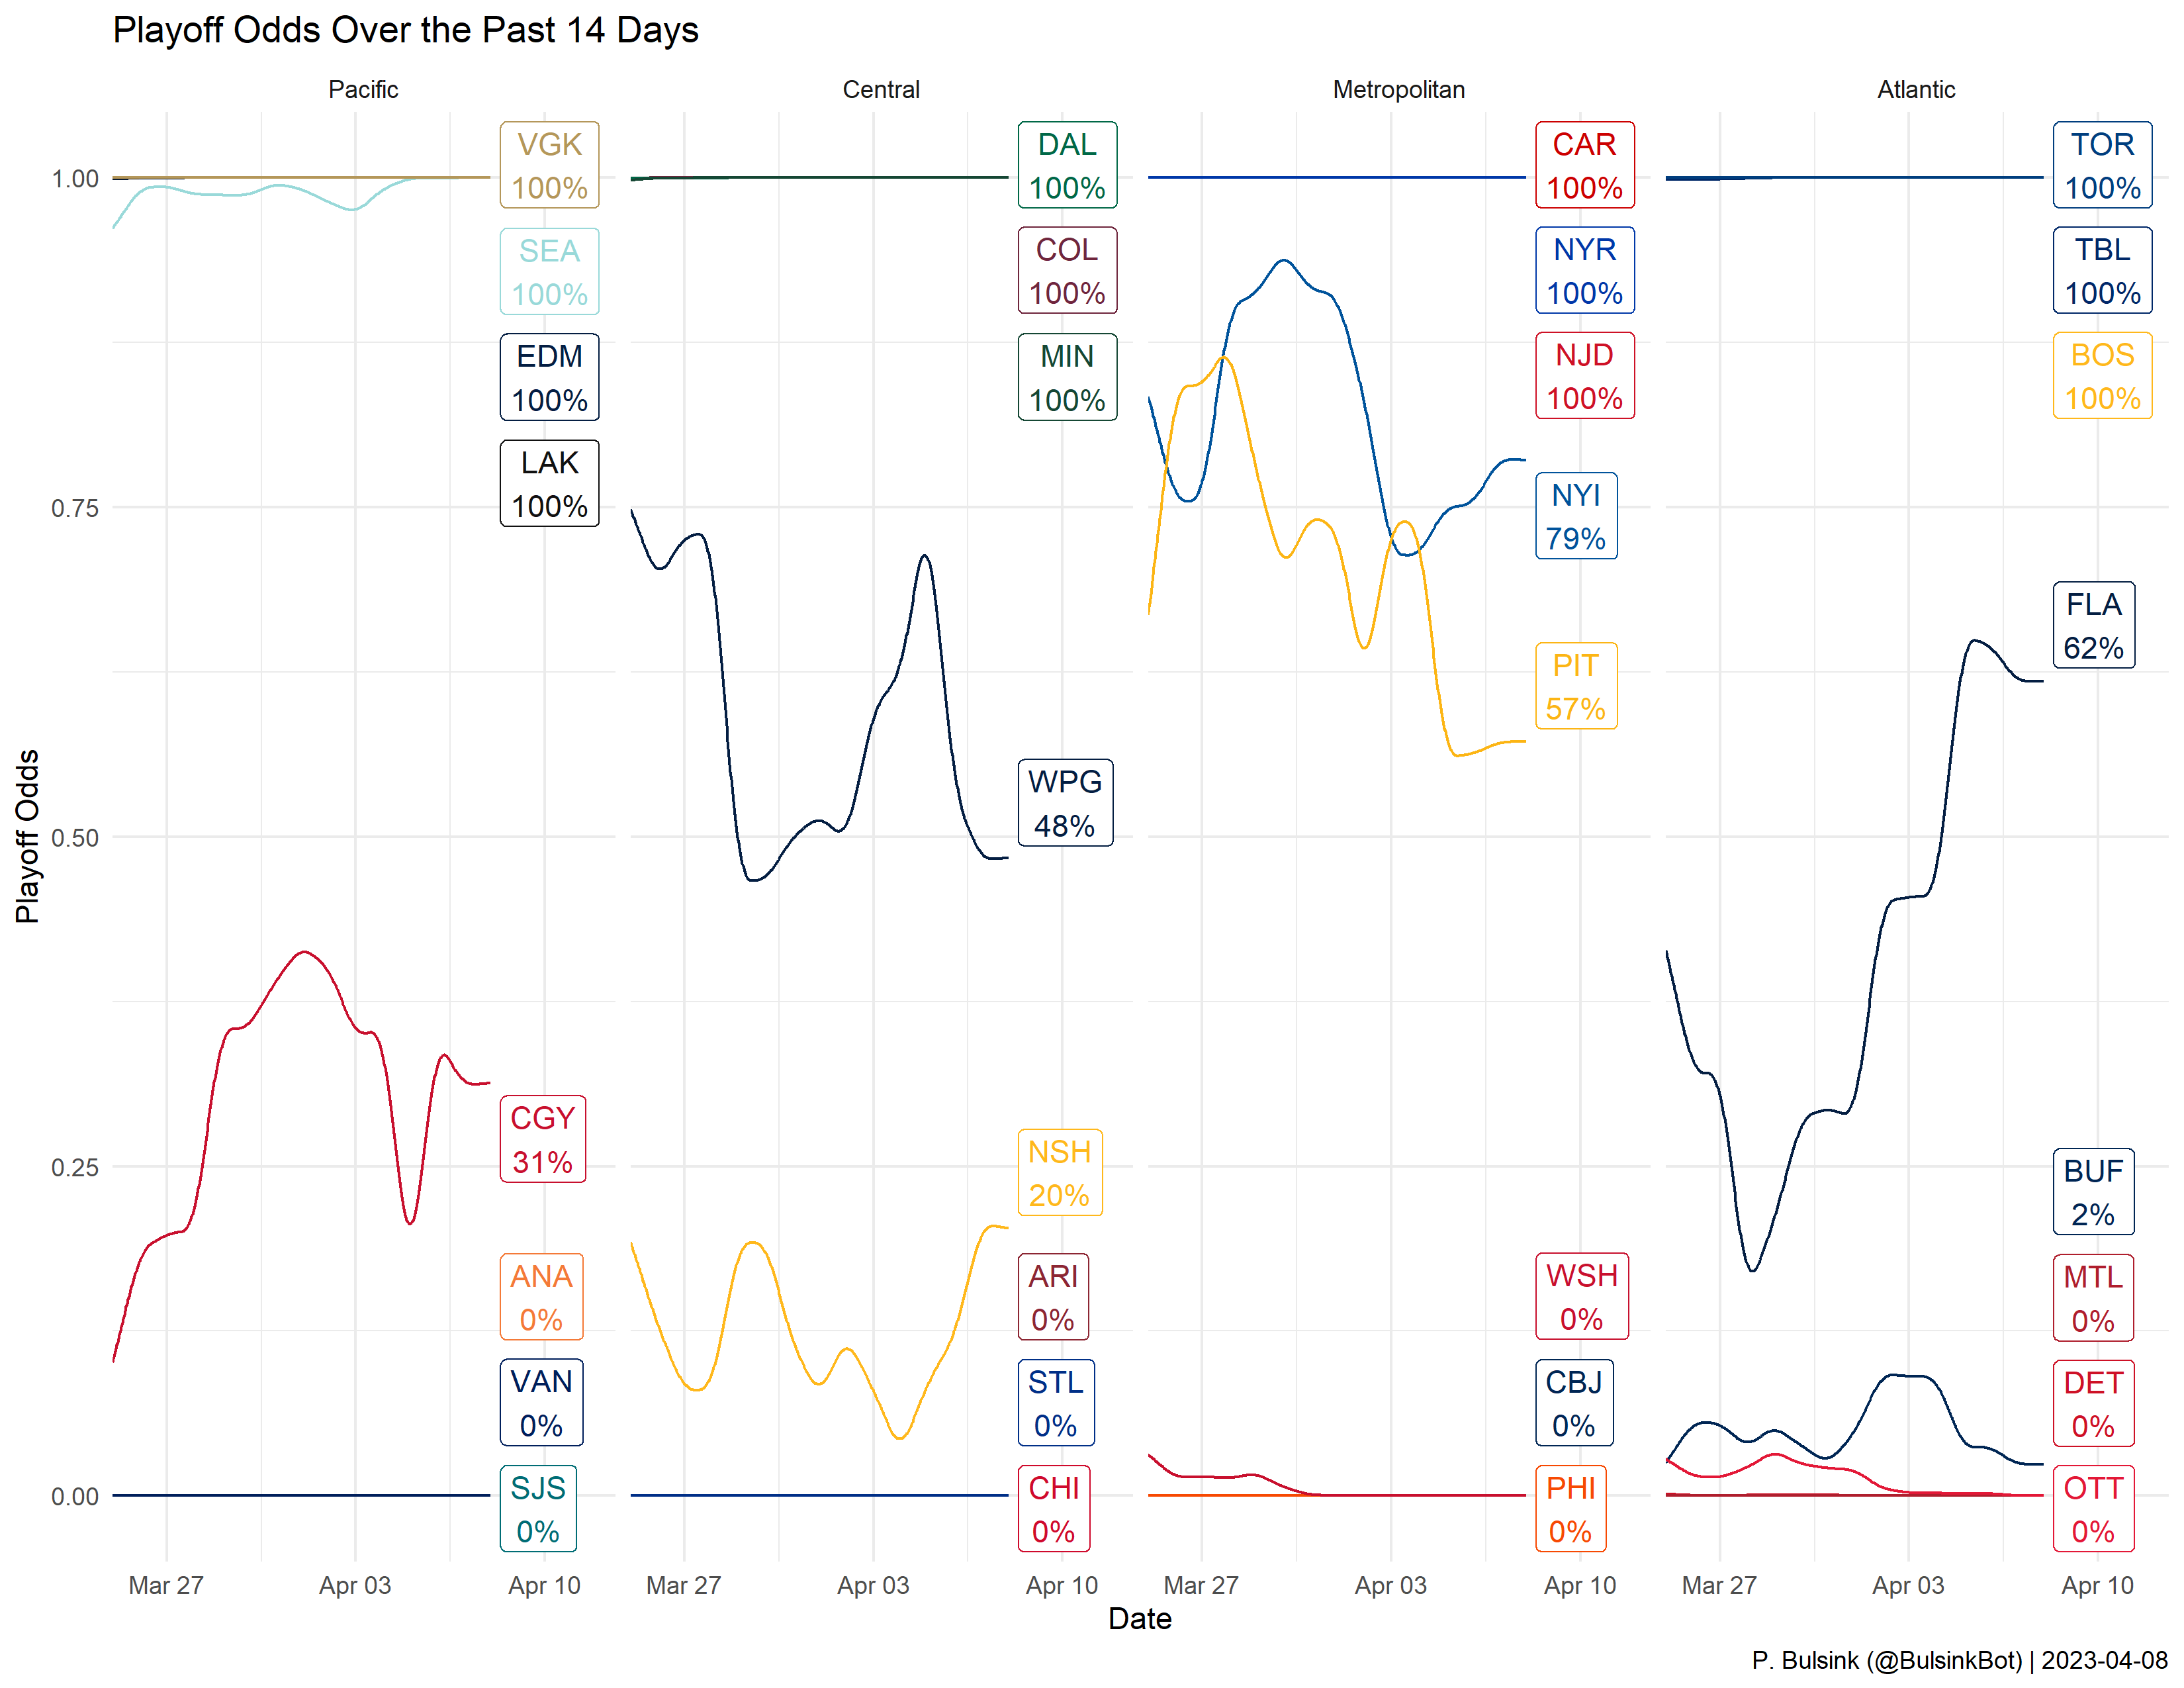 Playoff Odds Over the Past 14 Days
Pacific
Central
Metropolitan
Atlantic
Playoff Odds
1.00
0.75
0.50
0.25
0.00
VGK
100%
SEA
100%
EDM
100%
LAK
100%
CGY
31%
ANA
0%
VAN
0%
SJS
0%
DAL
100%
COL
100%
MIN
100%
WPG
48%
NSH
20%
ARI
0%
STL
0%
CHI
0%
CAR
100%
NYR
100%
NJD
100%
NYI
79%
PIT
57%
WSH
0%
CBJ
0%
PHI
0%
TOR
100%
TBL
100%
BOS
100%
FLA
62%
BUF
2%
MTL
0%
DET
0%
OTT
0%
Mar 27
Apr 03
Apr 10
Mar 27
Apr 03
Apr 10
Mar 27
Apr 03
Apr 10
Mar 27
Apr 03
Apr 10
Date
P. Bulsink (@BulsinkBot) | 2023-04-08